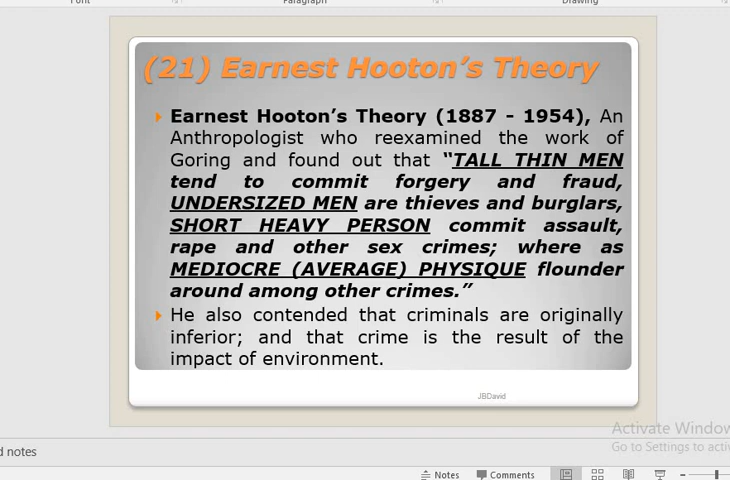 Font
Paragraph
Drawing
(21) Earnest Hooton's Theory
Earnest Hooton's Theory (1887 - 1954), An
Anthropologist who reexamined the work of
Goring and found out that "TALL THIN MEN
tend to commit forgery and fraud,
UNDERSIZED MEN are thieves and burglars,
SHORT HEAVY PERSON commit assault,
rape and other sex crimes; where as
MEDIOCRE (AVERAGE) PHYSIQUE flounder
around among other crimes."
He also contended that criminals are originally
inferior; and that crime is the result of the
impact of environment.
JBDavid
Activate Window
Go to Settings to activ
d notes
Notes
Comments